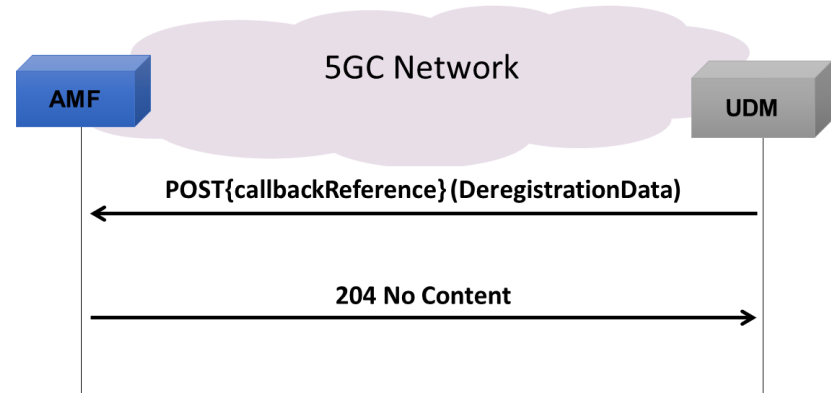 5GC Network
AMF
UDM
POST{callbackReference} (DeregistrationData)
204 No Content